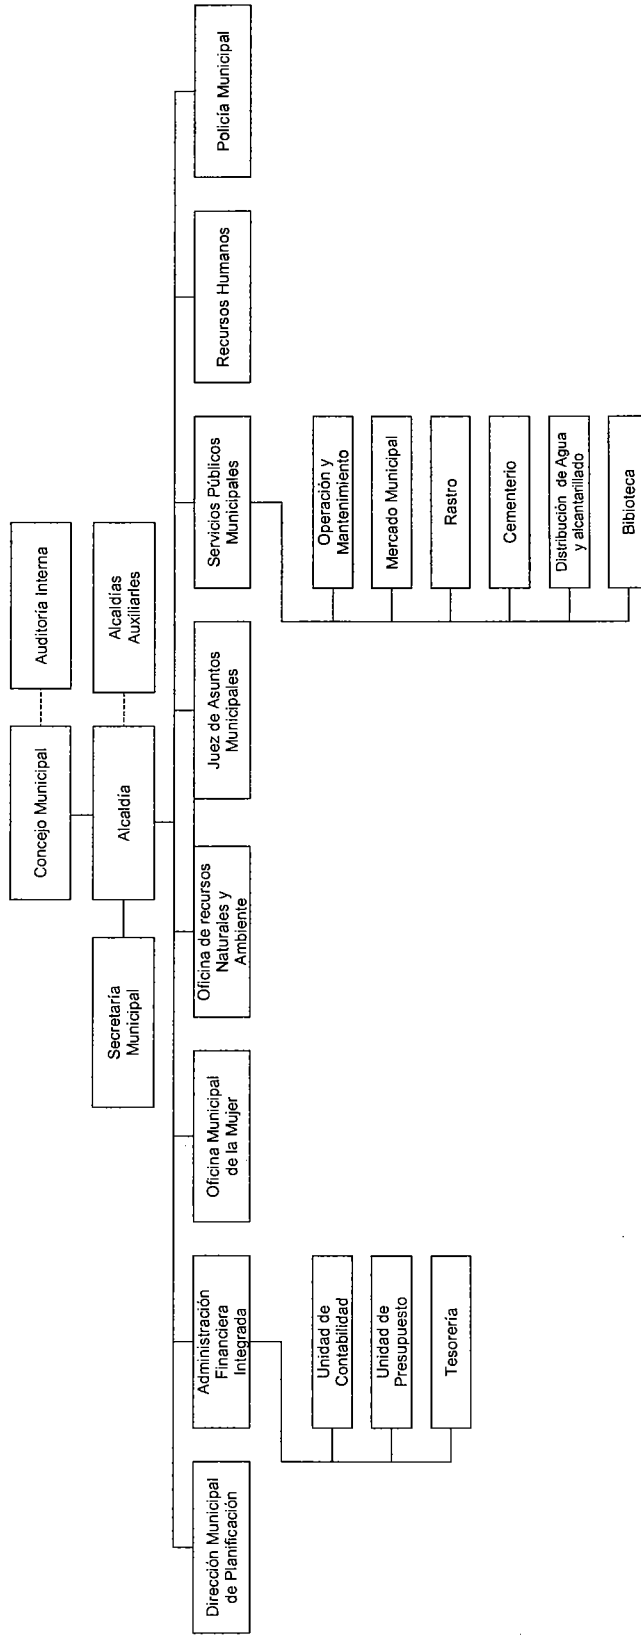 Concejo Municipal
Auditoría Interna
Secretaría
Municipal
Alcaldía
Alcaldías
Auxiliarles
Dirección Municipal
de Planificación
Administración
Financiera
Integrada
Oficina Municipal
de la Mujer
Oficina de recursos
Naturales y
Ambiente
Juez de Asuntos
Municipales
Servicios Públicos
Municipales
Recursos Humanos
Policía Municipal
Unidad de
Contabilidad
Unidad de
Presupuesto
Tesorería
Operación y
Mantenimiento
Mercado Municipal
Rastro
Cementerio
Distribución de Agua
y alcantarillado
Bibioteca